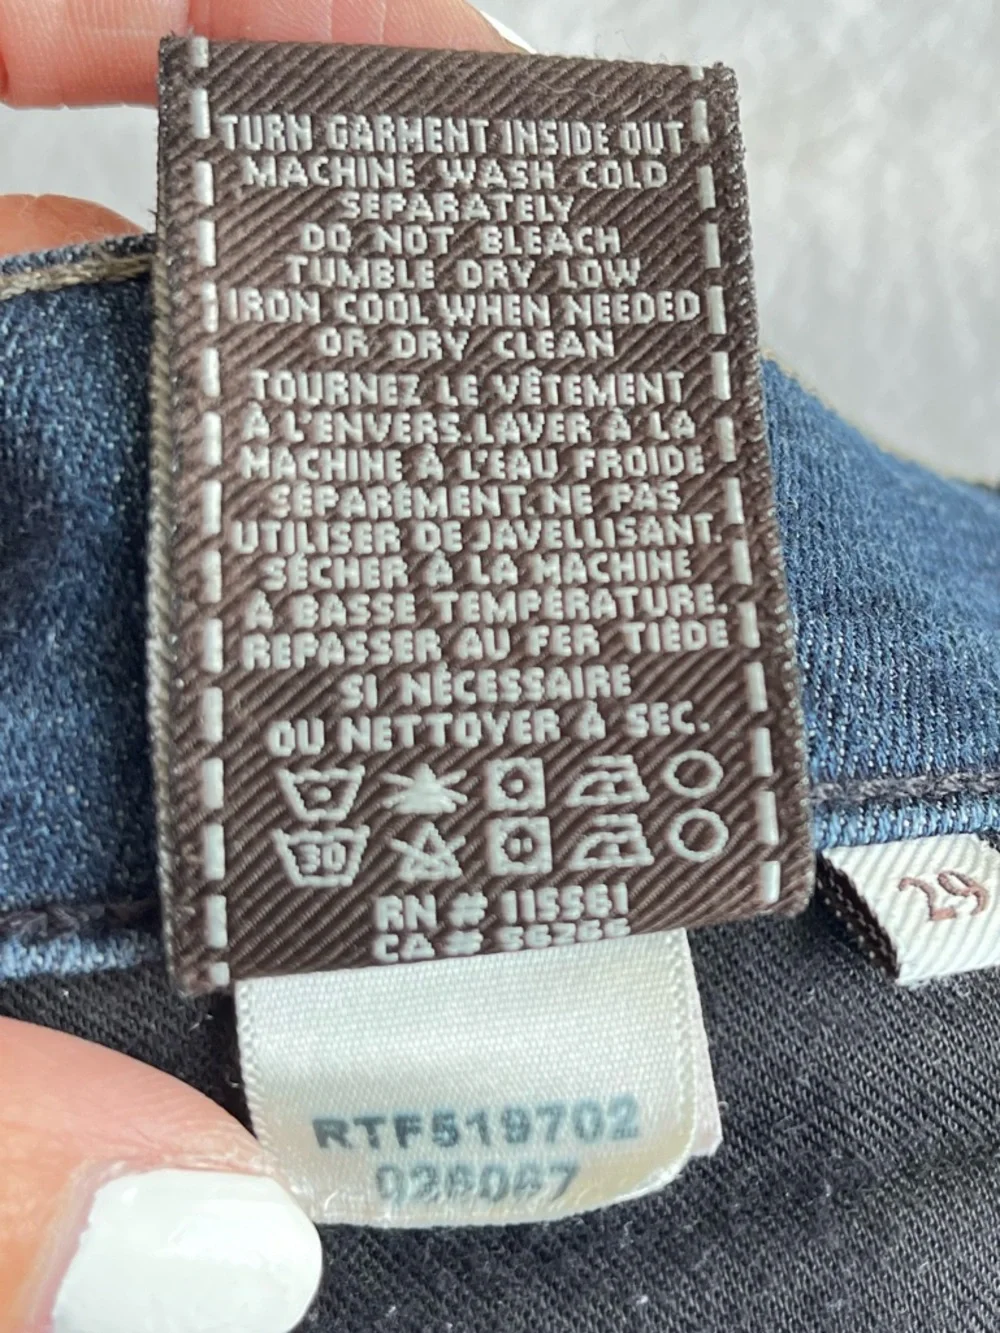 TURN GARMENT INSIDE OUT
MACHINE WASH COLD
SEPARATELY
DO NOT BLEACH
TUMBLE DRY LOW
IRON COOL WHEN NEEDED
OR DRY CLEAN
TOURNEZ LE VÊTEMENT
À L'ENVERS.LAVER À LA
MACHINE À L'EAU FROIDE
SÉPARÉMENT. NE PAS
UTILISER DE JAVELLISANT.
SÉCHER À LA MACHINE
À BASSE TEMPÉRATURE.
REPASSER AU FER TIÈDE
SI NÉCESSAIRE
OU NETTOYER À SEC.
30
RN # 115561
CA # 56266
29
RTF519702